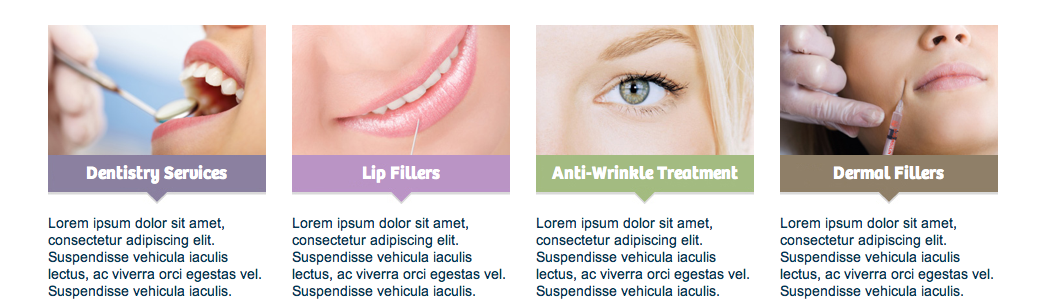 Dentistry Services
Lorem ipsum dolor sit amet,
consectetur adipiscing elit.
Suspendisse vehicula iaculis
lectus, ac viverra orci egestas vel.
Suspendisse vehicula iaculis.
Lip Fillers
Lorem ipsum dolor sit amet,
consectetur adipiscing elit.
Suspendisse vehicula iaculis
lectus, ac viverra orci egestas vel.
Suspendisse vehicula iaculis.
Anti-Wrinkle Treatment
Lorem ipsum dolor sit amet,
consectetur adipiscing elit.
Suspendisse vehicula iaculis
lectus, ac viverra orci egestas vel.
Suspendisse vehicula iaculis.
Dermal Fillers
Lorem ipsum dolor sit amet,
consectetur adipiscing elit.
Suspendisse vehicula iaculis
lectus, ac viverra orci egestas vel.
Suspendisse vehicula iaculis.